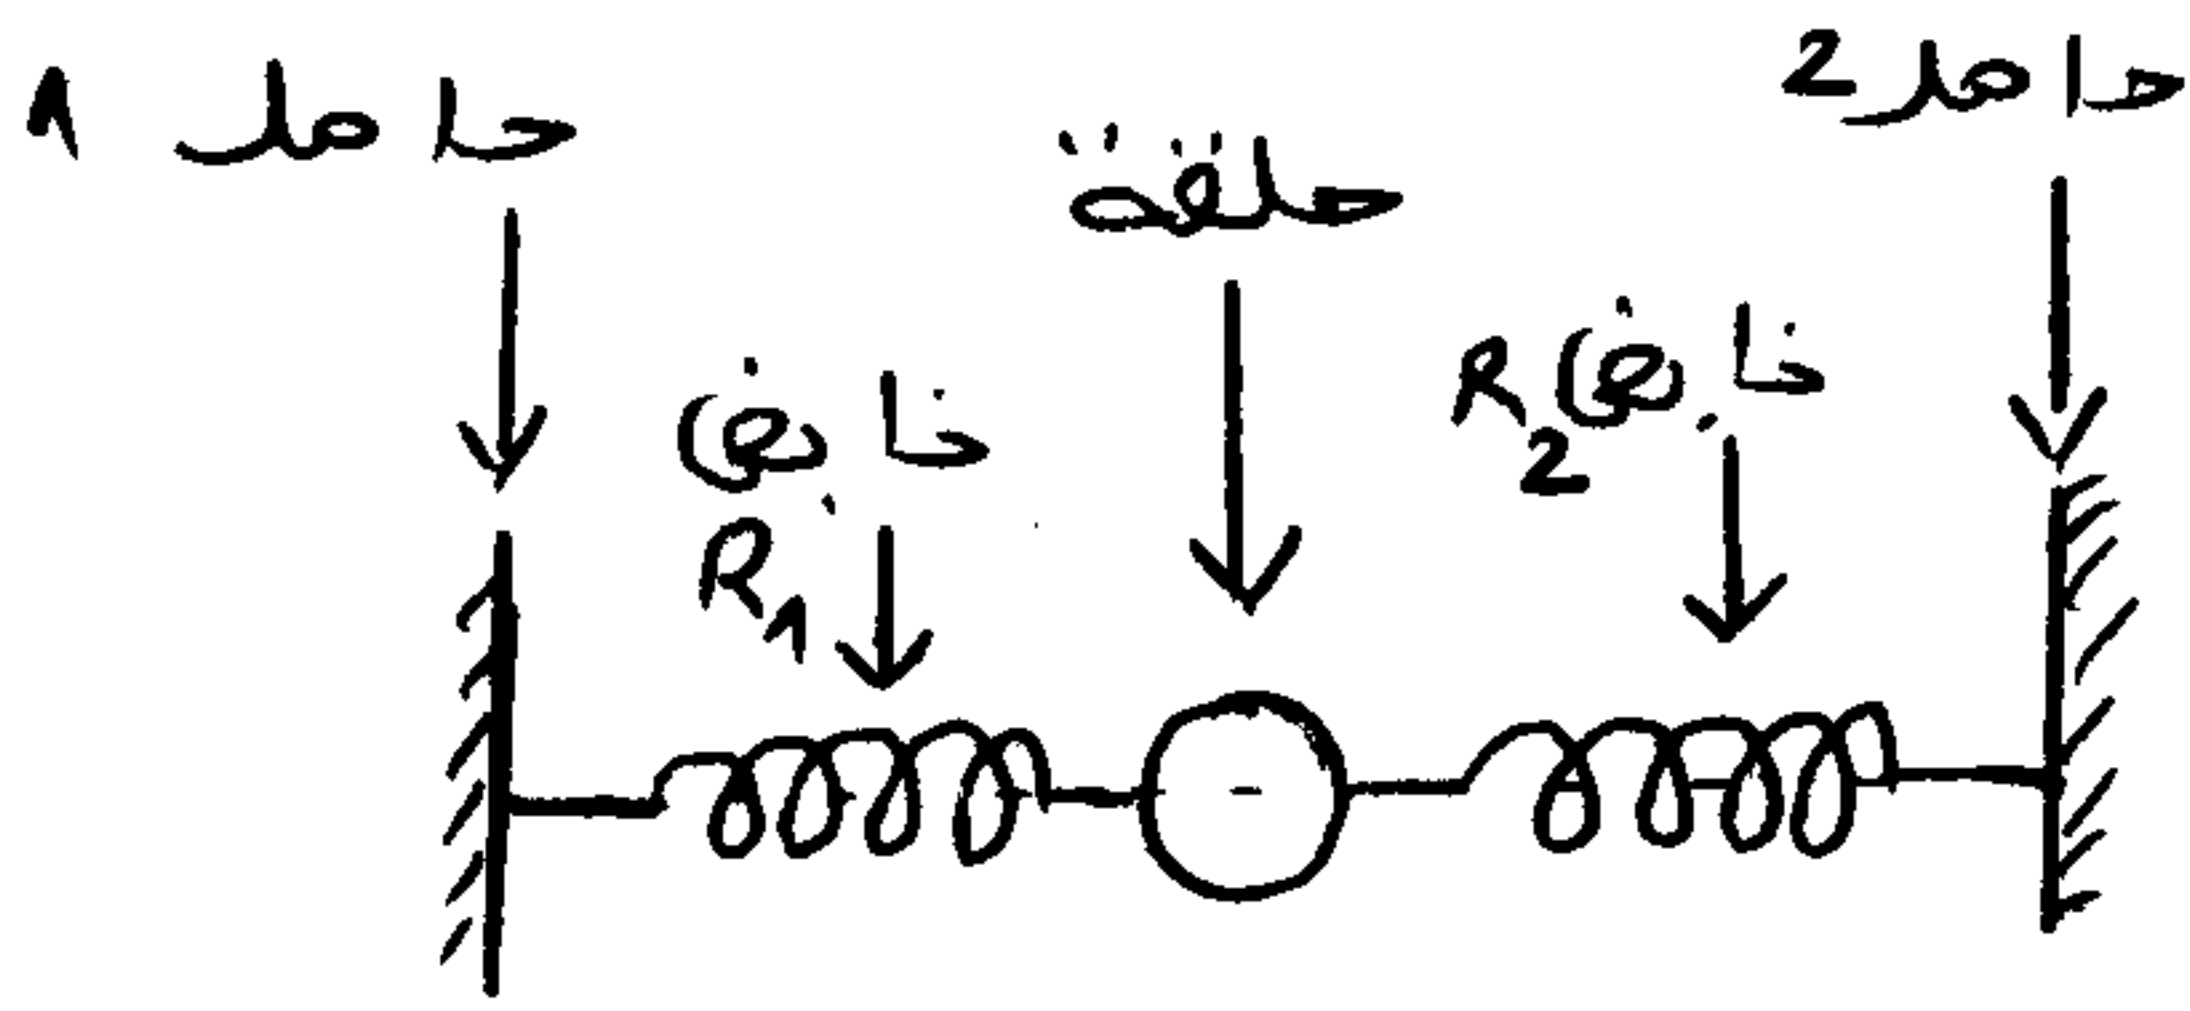 حامل 2
حامل 1
حلقة
نابض R₂
نابض
R₁